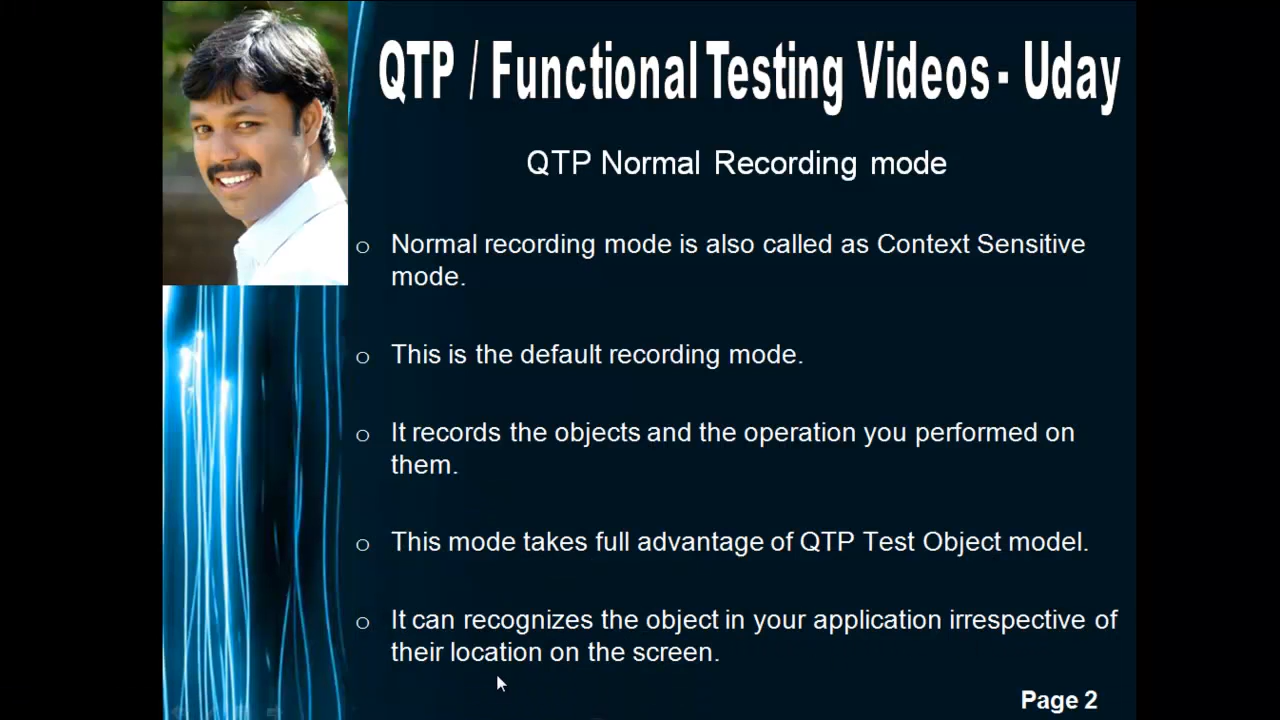 QTP / Functional Testing Videos - Uday
QTP Normal Recording mode
o Normal recording mode is also called as Context Sensitive
mode.
o This is the default recording mode.
o It records the objects and the operation you performed on
them.
o This mode takes full advantage of QTP Test Object model.
o It can recognizes the object in your application irrespective of
their location on the screen.
Page 2